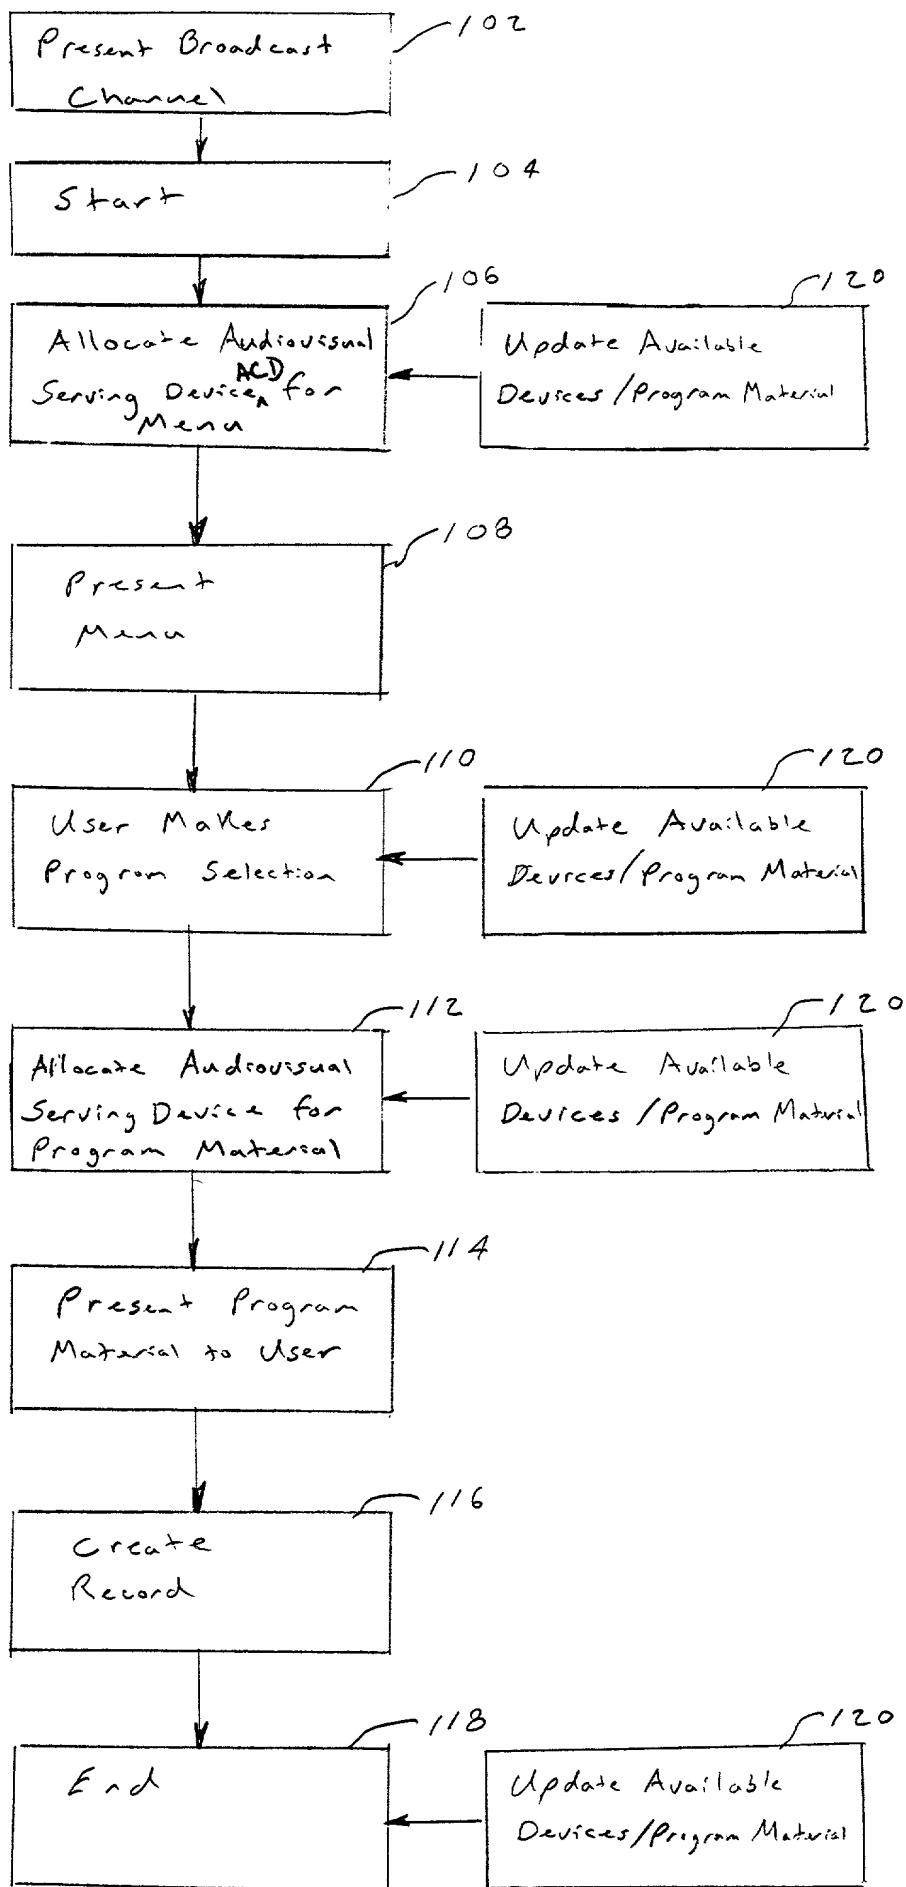 102
Present Broadcast
Channel
104
Start
106
Allocate Audiovisual
ACD
Serving Device for
Menu
120
Update Available
Devices/Program Material
108
Present
Menu
110
User Makes
Program Selection
120
Update Available
Devices/Program Material
112
Allocate Audiovisual
Serving Device for
Program Material
120
Update Available
Devices/Program Material
114
Present Program
Material to User
116
Create
Record
118
End
120
Update Available
Devices/Program Material